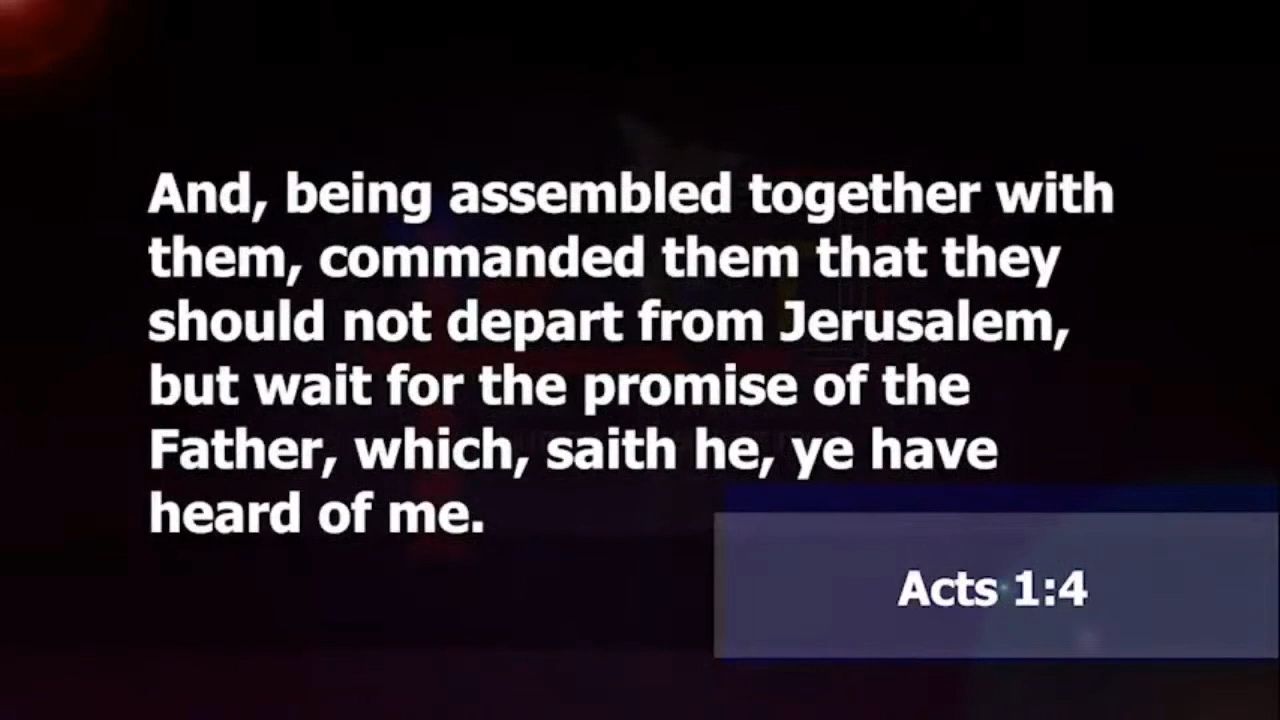 And, being assembled together with
them, commanded them that they
should not depart from Jerusalem,
but wait for the promise of the
Father, which, saith he, ye have
heard of me.
Acts 1:4